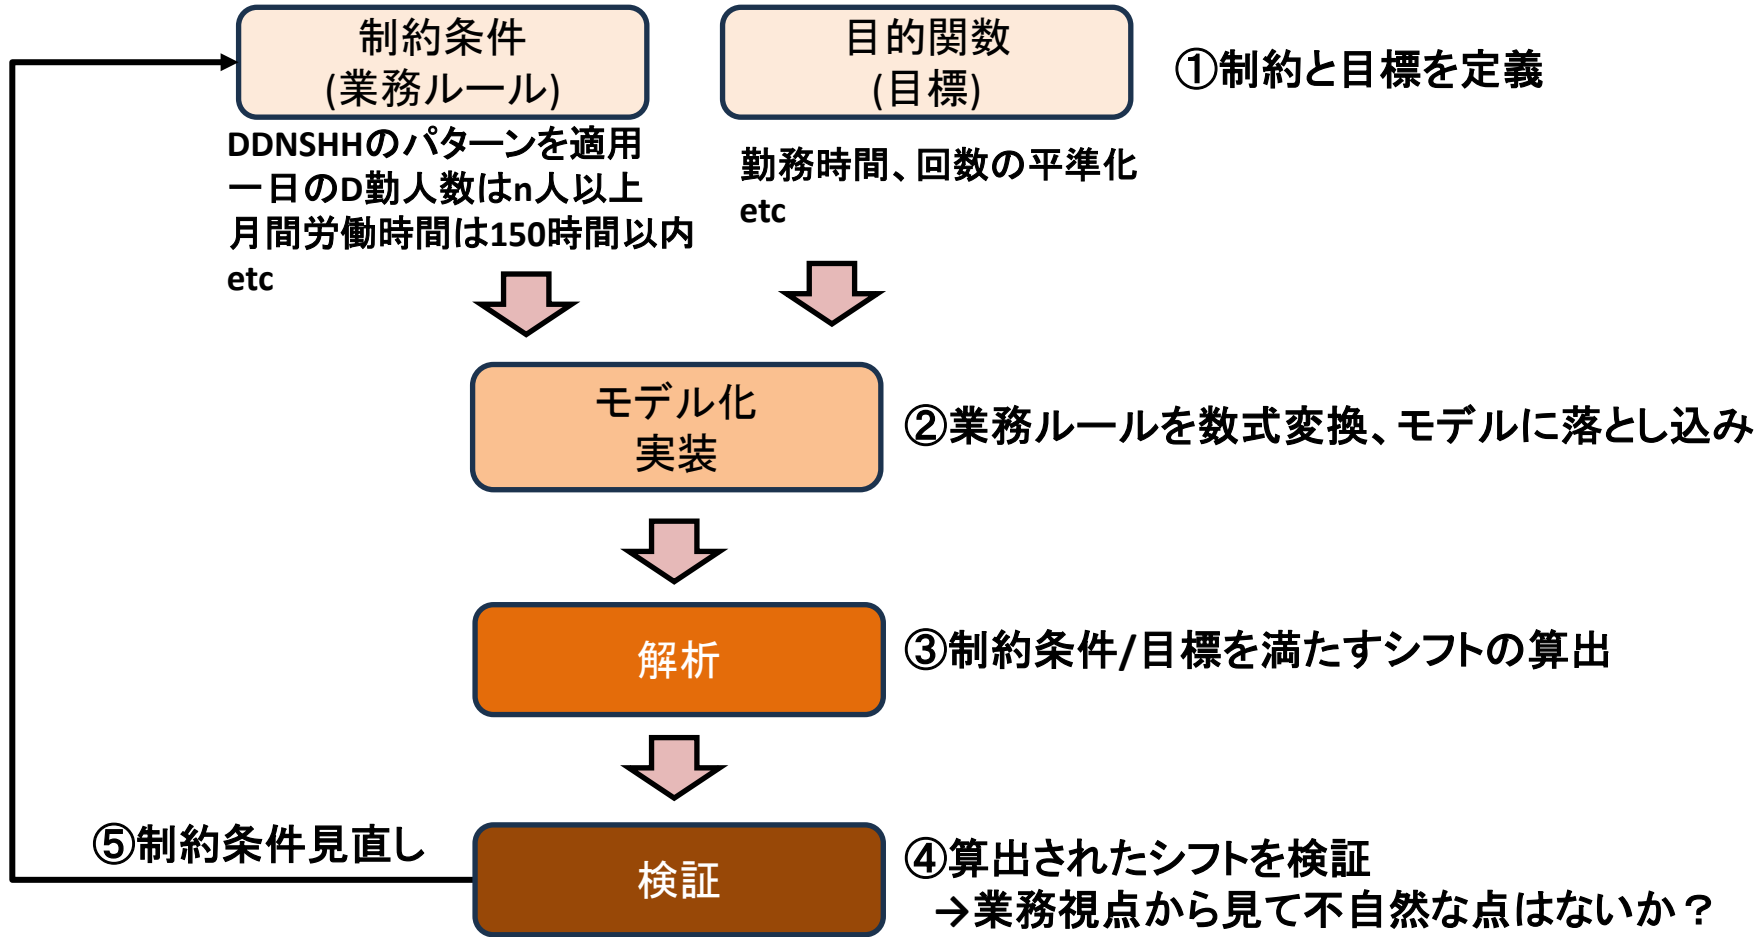 制約条件
(業務ルール)
目的関数
(目標)
①制約と目標を定義
DDNSHHのパターンを適用
一日のD勤人数はn人以上
月間労働時間は150時間以内
etc
勤務時間、回数の平準化
etc
モデル化
実装
②業務ルールを数式変換、モデルに落とし込み
解析
③制約条件/目標を満たすシフトの算出
⑤制約条件見直し
検証
④算出されたシフトを検証
→業務視点から見て不自然な点はないか？